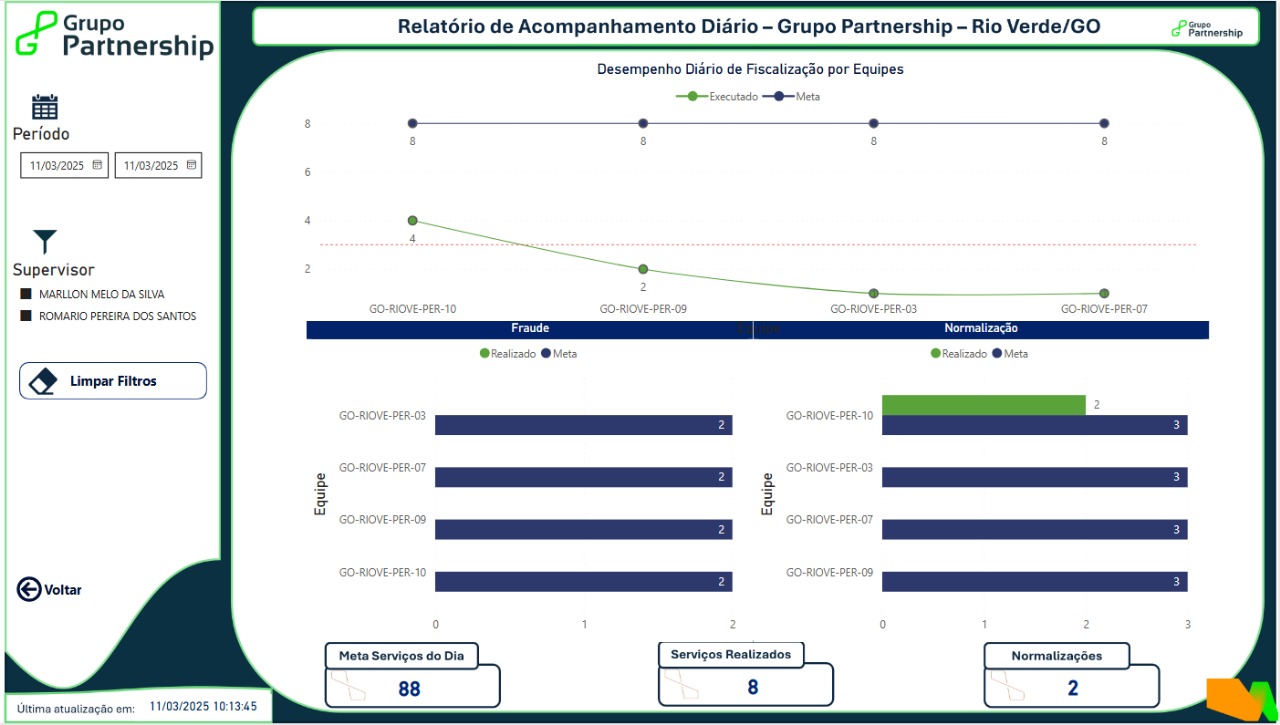 Grupo
Partnership
Relatório de Acompanhamento Diário – Grupo Partnership – Rio Verde/GO
Grupo
Partnership
Período
11/03/2025 11/03/2025
Supervisor
MARLLON MELO DA SILVA
ROMARIO PEREIRA DOS SANTOS
Limpar Filtros
Voltar
Última atualização em: 11/03/2025 10:13:45
Desempenho Diário de Fiscalização por Equipes
Executado Meta
8
8 8 8 8
6
4
4
2
2
GO-RIOVE-PER-10 GO-RIOVE-PER-09 GO-RIOVE-PER-03 GO-RIOVE-PER-07
Equipe
Fraude
Realizado Meta
Equipe
GO-RIOVE-PER-03 2
GO-RIOVE-PER-07 2
GO-RIOVE-PER-09 2
GO-RIOVE-PER-10 2
0 1 2
Normalização
Realizado Meta
Equipe
GO-RIOVE-PER-10 2
3
GO-RIOVE-PER-03 3
GO-RIOVE-PER-07 3
GO-RIOVE-PER-09 3
0 1 2 3
Meta Serviços do Dia
88
Serviços Realizados
8
Normalizações
2